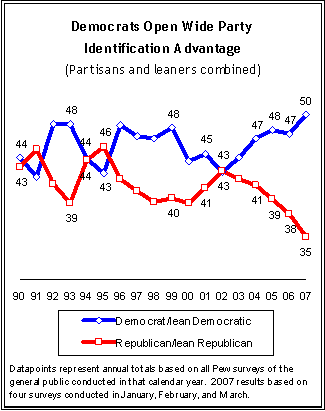 Democrats Open Wide Party
Identification Advantage
(Partisans and leaners combined)
50
48 48 48 47 47
44 46 45
44 43
43 44 43 43
41 41
39 40 39 38
35
90 91 92 93 94 95 96 97 98 99 00 01 02 03 04 05 06 07
Democrat/lean Democratic
Republican/lean Republican
Datapoints represent annual totals based on all Pew surveys of the
general public conducted in that calendar year. 2007 results based on
four surveys conducted in January, February, and March.